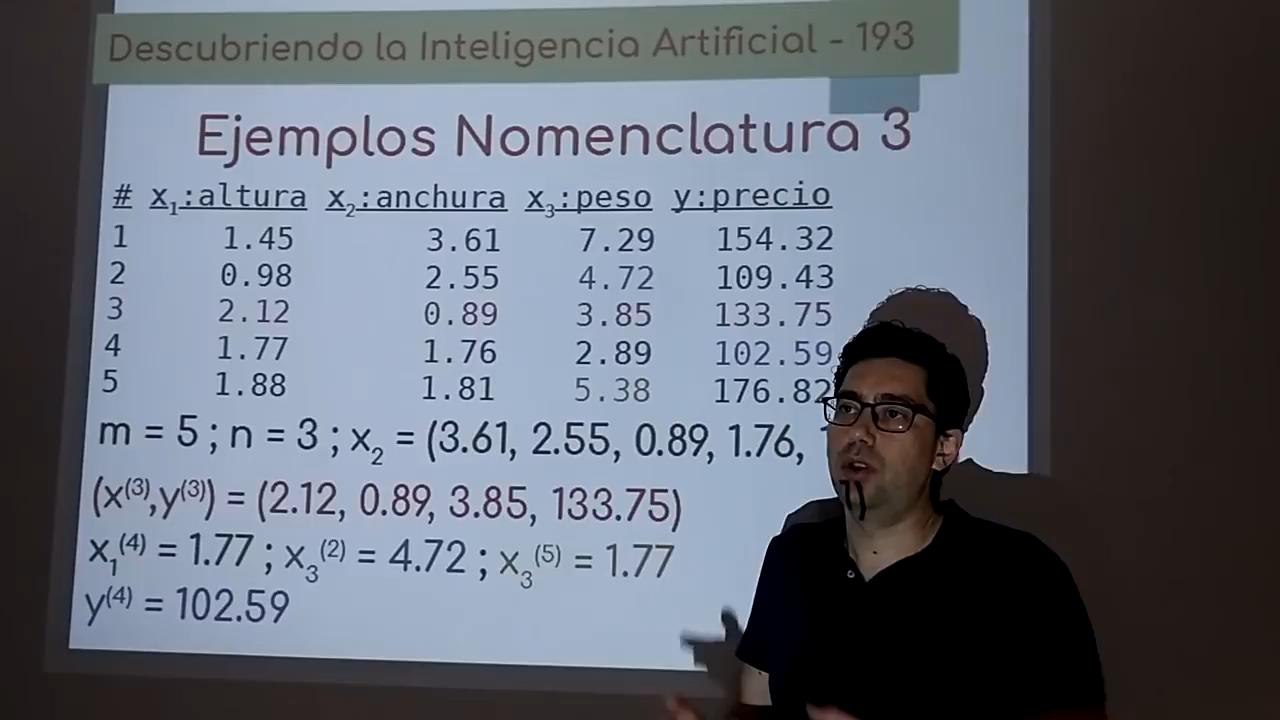 Descubriendo la Inteligencia Artificial - 193
Ejemplos Nomenclatura 3
# x₁:altura x₂:anchura x₃:peso y:precio
1 1.45 3.61 7.29 154.32
2 0.98 2.55 4.72 109.43
3 2.12 0.89 3.85 133.75
4 1.77 1.76 2.89 102.59
5 1.88 1.81 5.38 176.82
m = 5 ; n = 3 ; x₂ = (3.61, 2.55, 0.89, 1.76,
(x⁽³⁾,y⁽³⁾) = (2.12, 0.89, 3.85, 133.75)
x₁⁽⁴⁾ = 1.77 ; x₃⁽²⁾ = 4.72 ; x₃⁽⁵⁾ = 1.77
y⁽⁴⁾ = 102.59